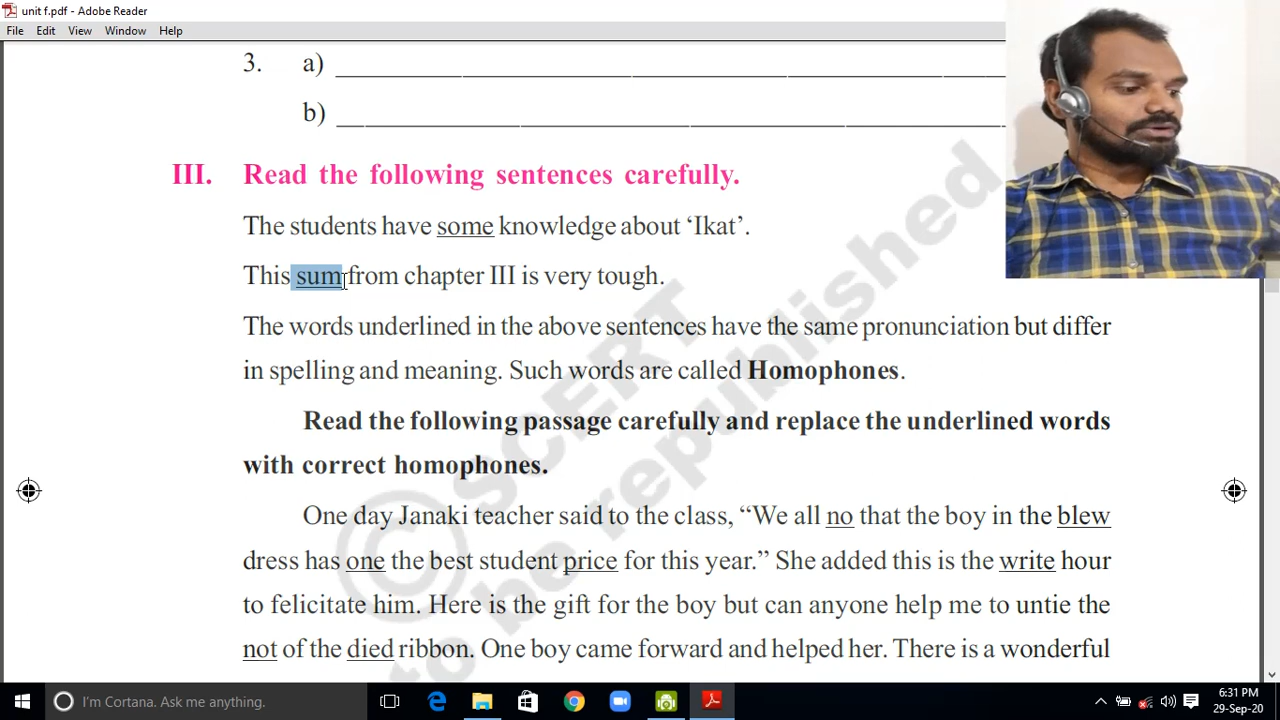 unit f.pdf - Adobe Reader
File Edit View Window Help
3. a)
b)
III. Read the following sentences carefully.
The students have some knowledge about ‘Ikat’.
This sum from chapter III is very tough.
The words underlined in the above sentences have the same pronunciation but differ
in spelling and meaning. Such words are called Homophones.
Read the following passage carefully and replace the underlined words
with correct homophones.
One day Janaki teacher said to the class, “We all no that the boy in the blew
dress has one the best student price for this year.” She added this is the write hour
to felicitate him. Here is the gift for the boy but can anyone help me to untie the
not of the died ribbon. One boy came forward and helped her. There is a wonderful
© SCERT
to be republished
I'm Cortana. Ask me anything.
6:31 PM
29-Sep-20